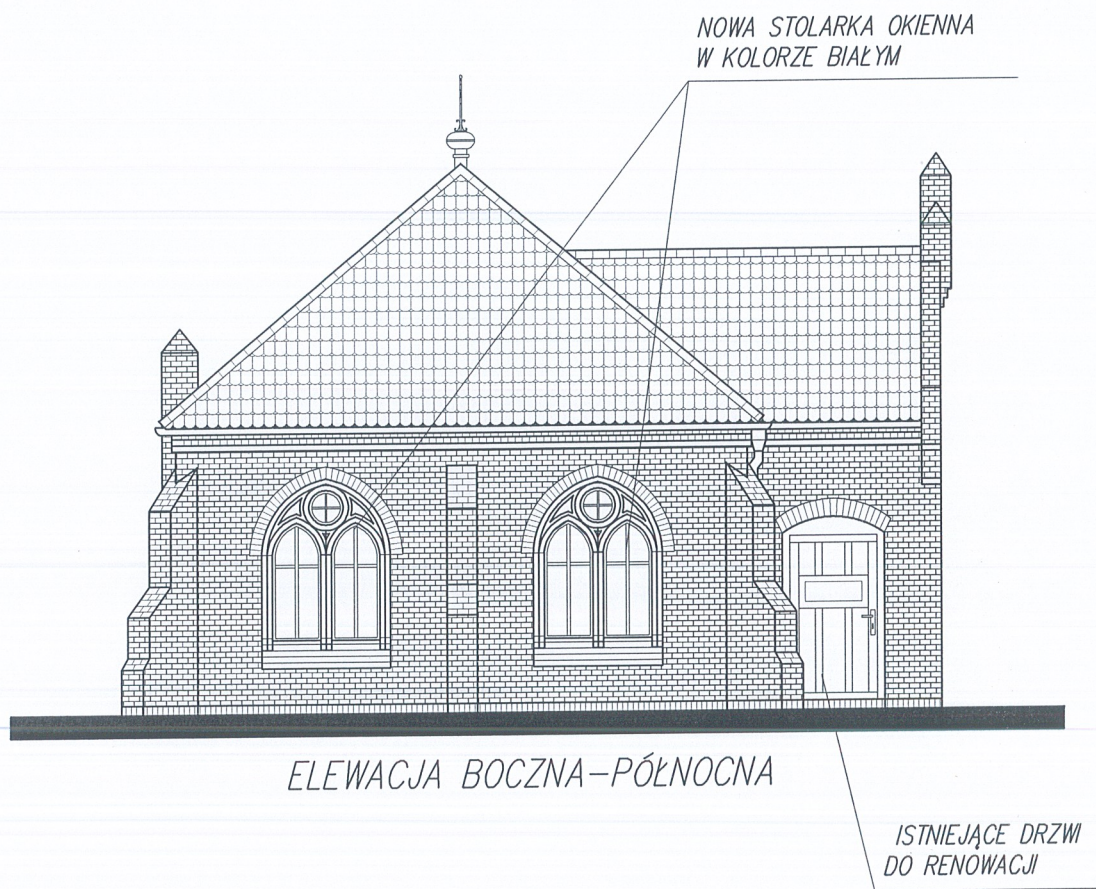 NOWA STOLARKA OKIENNA
W KOLORZE BIAŁYM
ELEWACJA BOCZNA-PÓŁNOCNA
ISTNIEJĄCE DRZWI
DO RENOWACJI